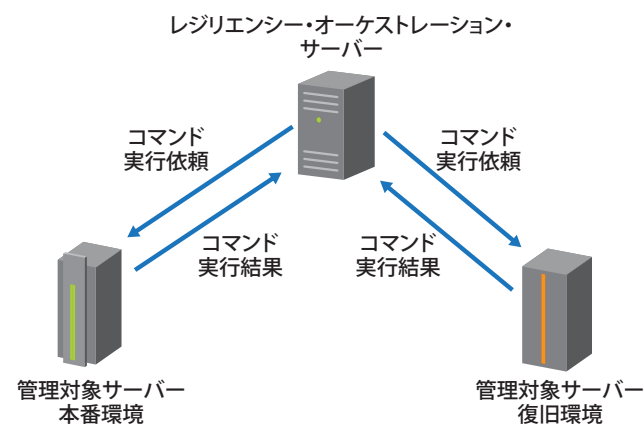 レジリエンシー・オーケストレーション・
サーバー
コマンド
実行依頼
コマンド
実行依頼
コマンド
実行結果
コマンド
実行結果
管理対象サーバー
本番環境
管理対象サーバー
復旧環境